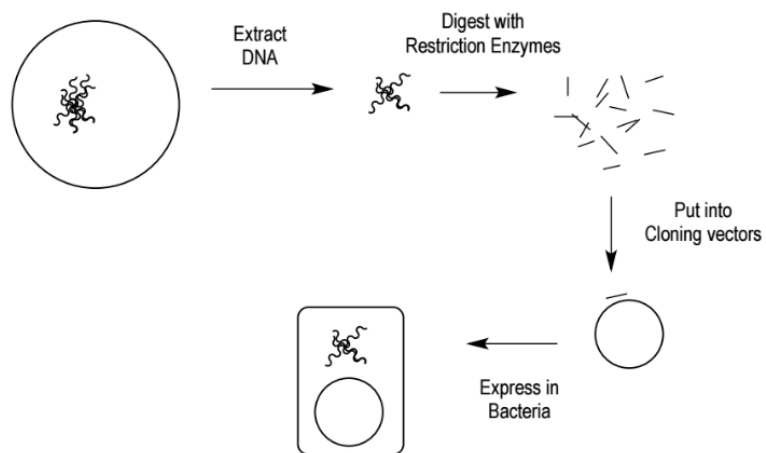 Extract
DNA
Digest with
Restriction Enzymes
Put into
Cloning vectors
Express in
Bacteria